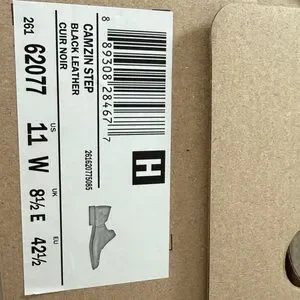 CAMZIN STEP
BLACK LEATHER
CUIR NOIR
261 62077
US UK EU
11 W 8½ E 42½
8 89308 28467 7
H
261620775085